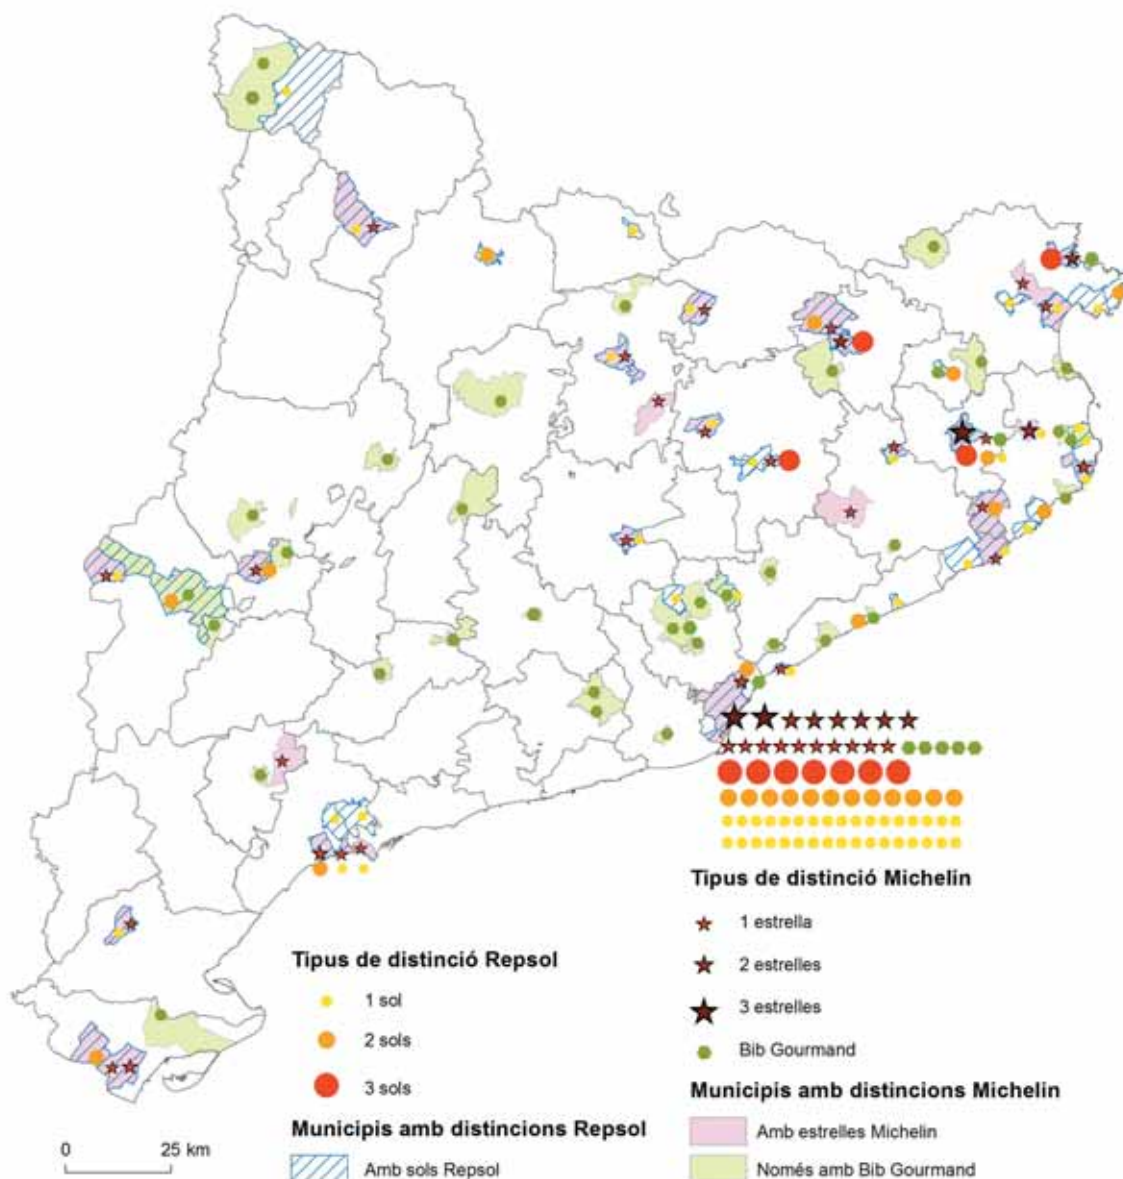 Tipus de distinció Michelin
1 estrella
2 estrelles
3 estrelles
Bib Gourmand
Municipis amb distincions Michelin
Amb estrelles Michelin
Només amb Bib Gourmand
Tipus de distinció Repsol
1 sol
2 sols
3 sols
Municipis amb distincions Repsol
Amb sols Repsol
0 25 km